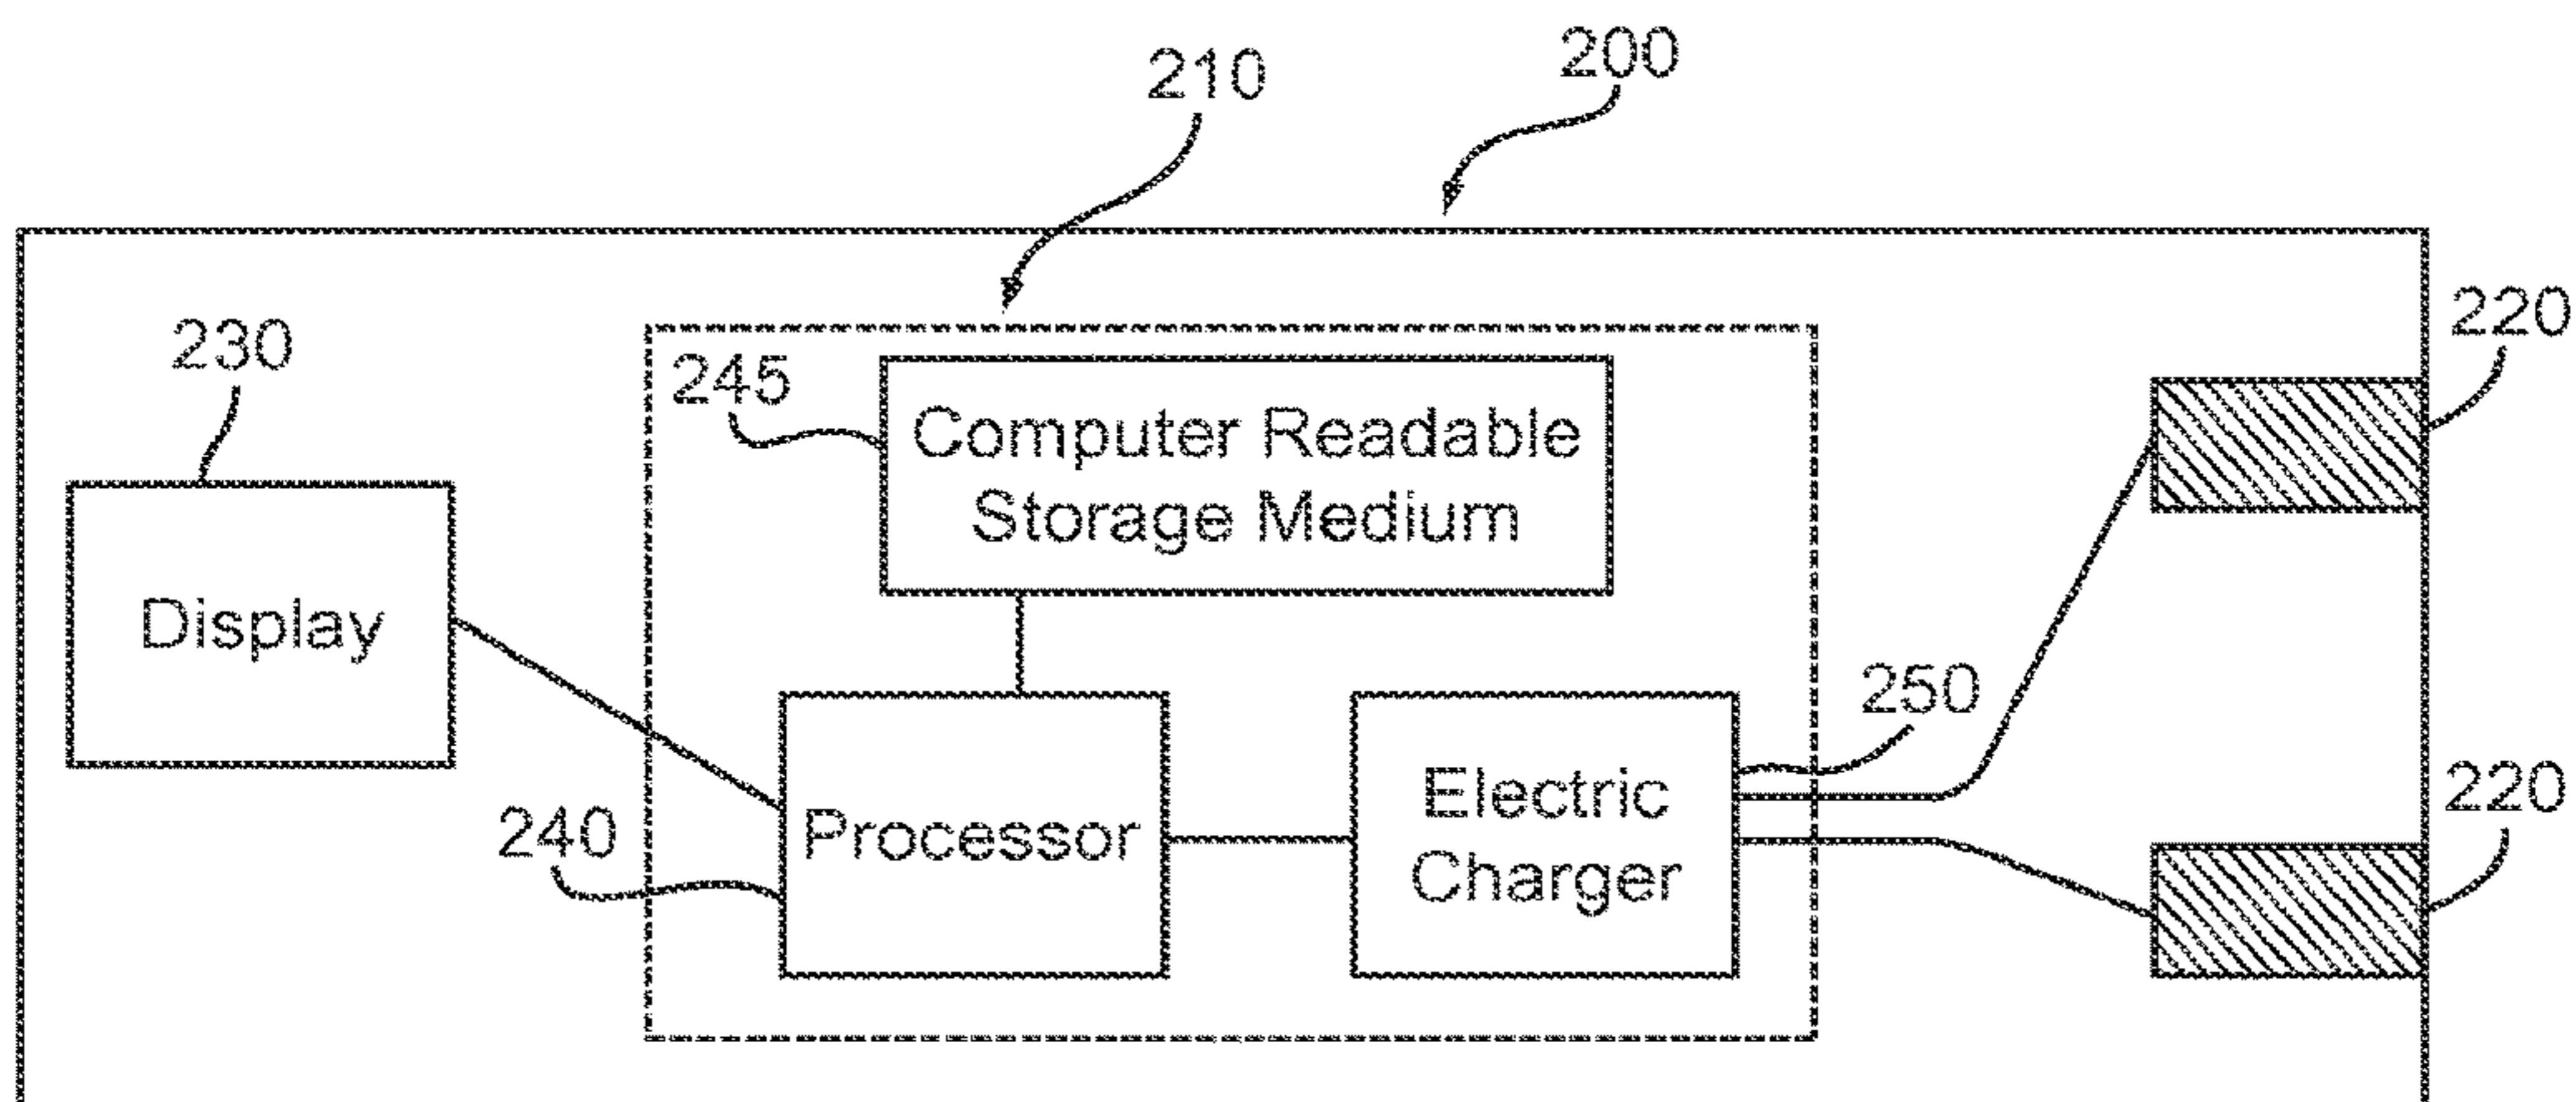 200
210
220
230
245
Computer Readable
Storage Medium
Display
250
220
240
Processor
Electric
Charger